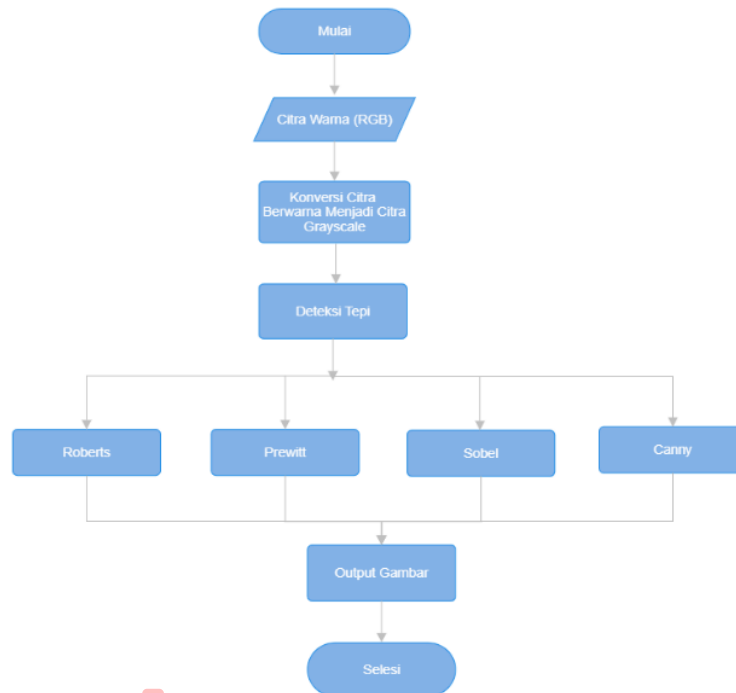 Mulai
Citra Warna (RGB)
Konversi Citra
Berwarna Menjadi Citra
Grayscale
Deteksi Tepi
Roberts
Prewitt
Sobel
Canny
Output Gambar
Selesi